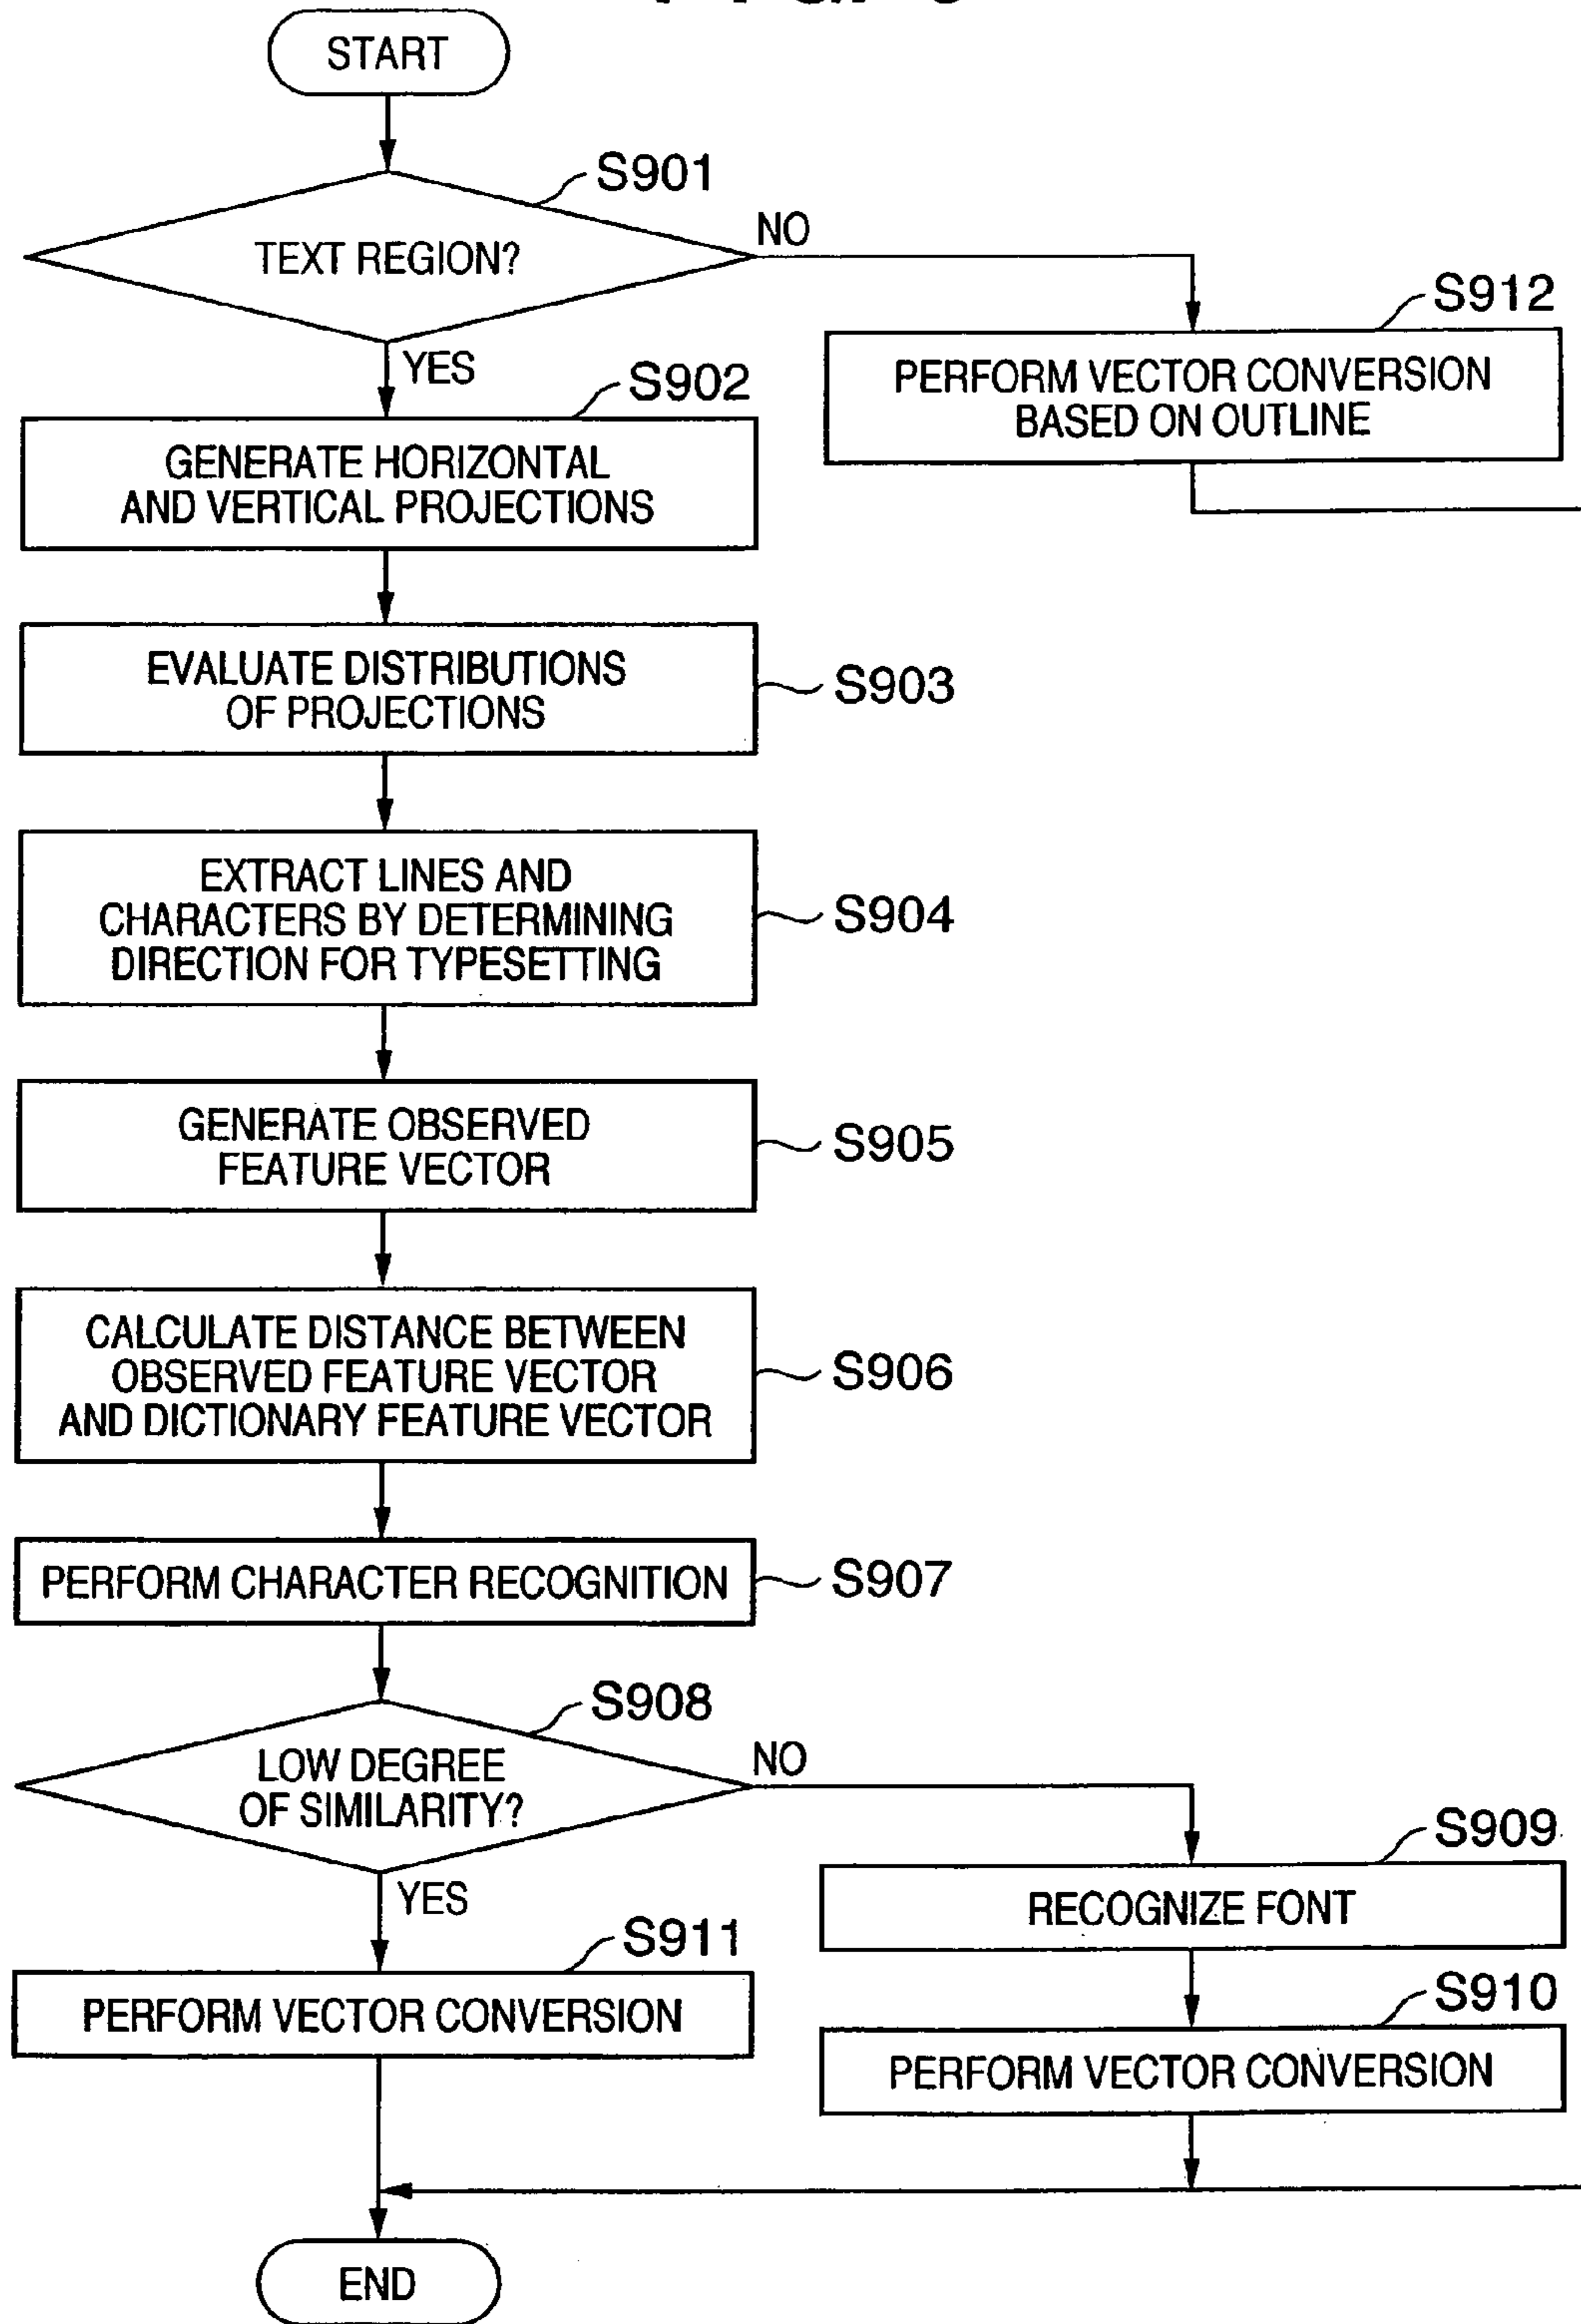 START
S901
TEXT REGION?
NO
YES
S912
PERFORM VECTOR CONVERSION
BASED ON OUTLINE
S902
GENERATE HORIZONTAL
AND VERTICAL PROJECTIONS
EVALUATE DISTRIBUTIONS
OF PROJECTIONS
S903
EXTRACT LINES AND
CHARACTERS BY DETERMINING
DIRECTION FOR TYPESETTING
S904
GENERATE OBSERVED
FEATURE VECTOR
S905
CALCULATE DISTANCE BETWEEN
OBSERVED FEATURE VECTOR
AND DICTIONARY FEATURE VECTOR
S906
PERFORM CHARACTER RECOGNITION
S907
S908
LOW DEGREE
OF SIMILARITY?
NO
YES
S909
RECOGNIZE FONT
S911
PERFORM VECTOR CONVERSION
S910
PERFORM VECTOR CONVERSION
END